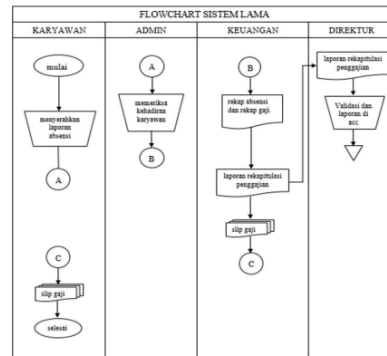 FLOWCHART SISTEM LAMA
KARYAWAN
ADMIN
KEUANGAN
DIREKTUR
mulai
menyerahkan
laporan
absensi
A
C
slip gaji
selesai
A
memeriksa
kehadiran
karyawan
B
B
rekap absensi
dan rekap gaji
laporan rekapitulasi
penggajian
slip gaji
C
laporan rekapitulasi
penggajian
Validasi dan
laporan di
acc